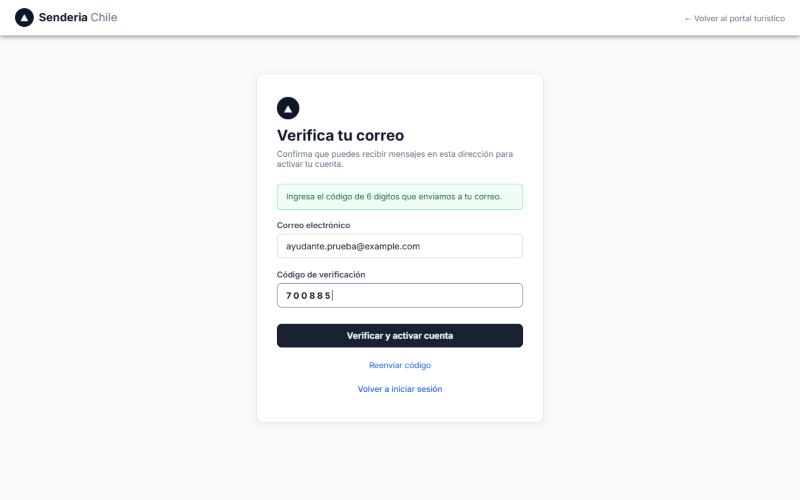 Senderia Chile
← Volver al portal turístico
Verifica tu correo
Confirma que puedes recibir mensajes en esta dirección para
activar tu cuenta.
Ingresa el código de 6 dígitos que enviamos a tu correo.
Correo electrónico
ayudante.prueba@example.com
Código de verificación
700885
Verificar y activar cuenta
Reenviar código
Volver a iniciar sesión